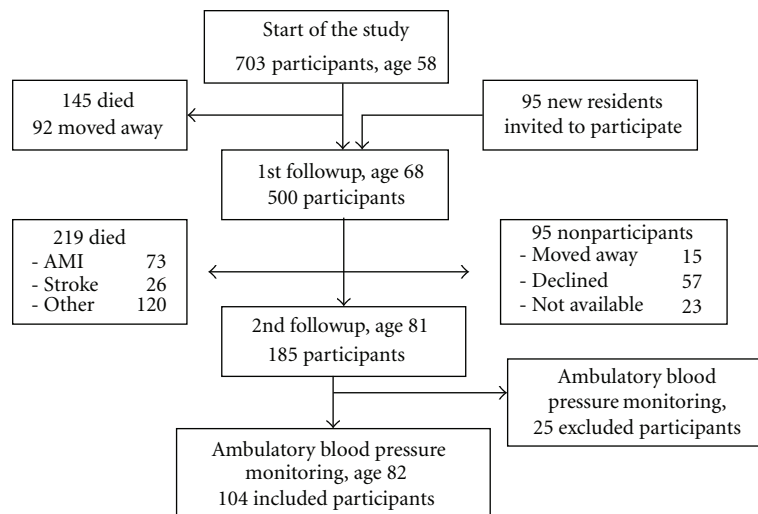 Start of the study
703 participants, age 58
145 died
92 moved away
95 new residents
invited to participate
1st followup, age 68
500 participants
219 died
- AMI 73
- Stroke 26
- Other 120
95 nonparticipants
- Moved away 15
- Declined 57
- Not available 23
2nd followup, age 81
185 participants
Ambulatory blood
pressure monitoring,
25 excluded participants
Ambulatory blood pressure
monitoring, age 82
104 included participants